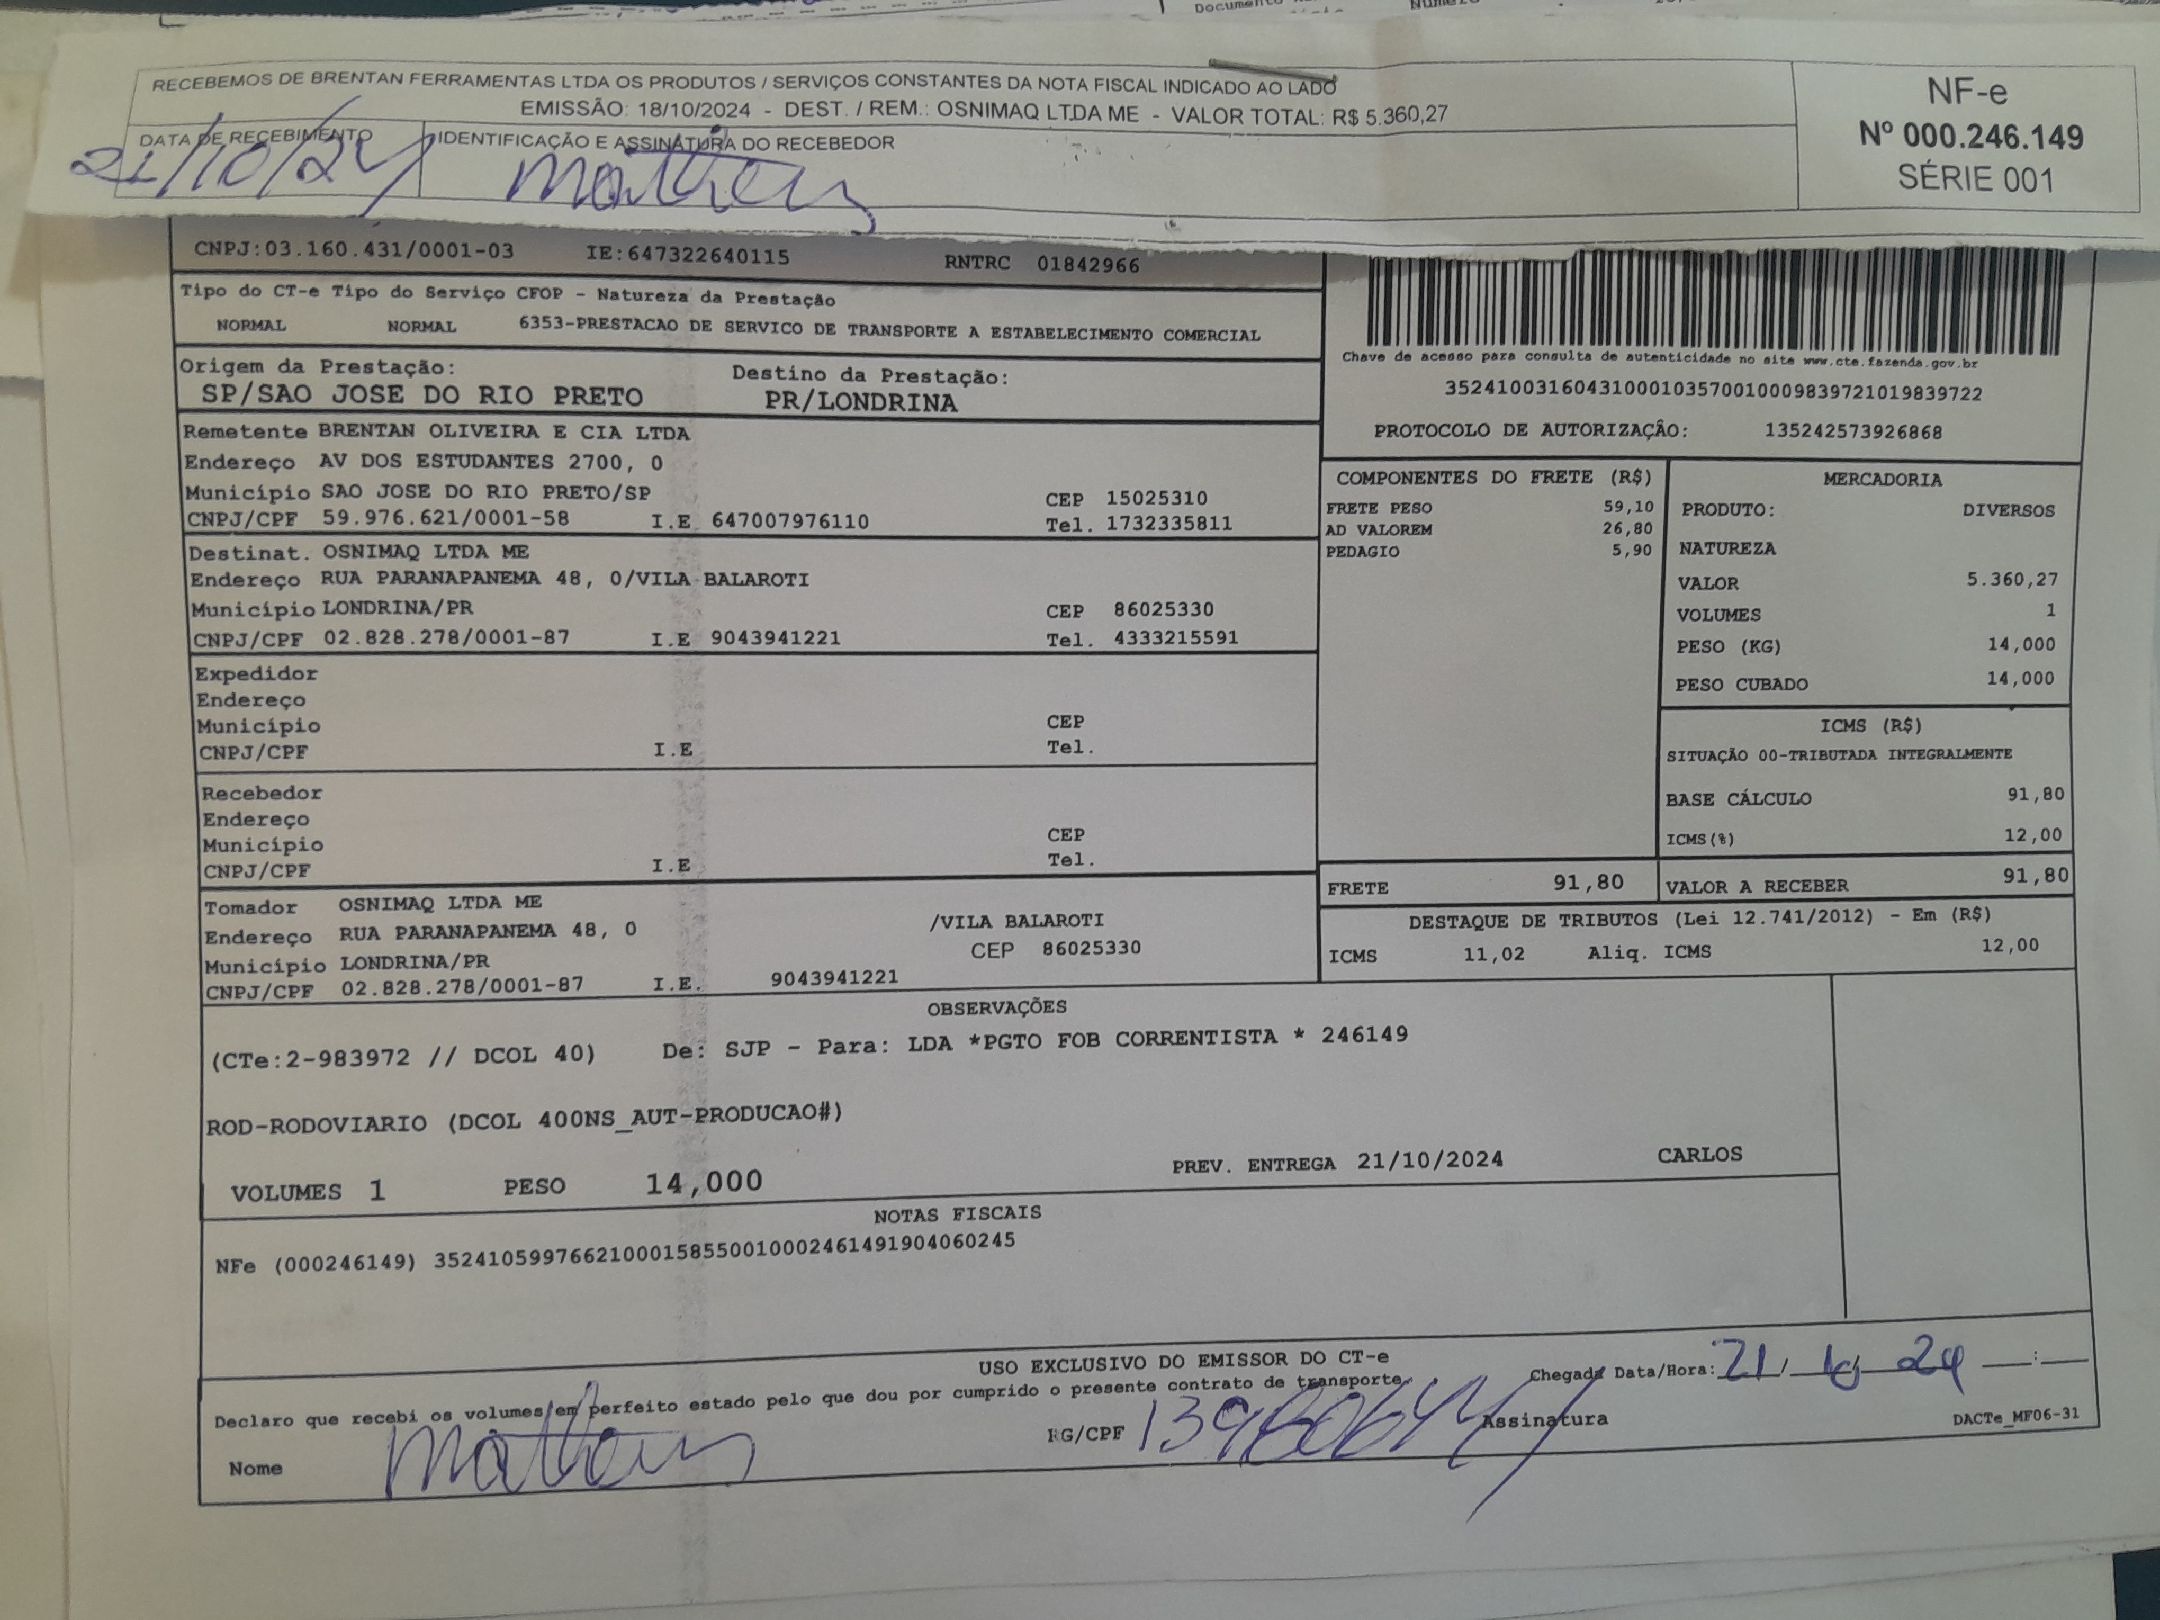 Documento
RECEBEMOS DE BRENTAN FERRAMENTAS LTDA OS PRODUTOS / SERVIÇOS CONSTANTES DA NOTA FISCAL INDICADO AO LADO
EMISSÃO: 18/10/2024 - DEST. / REM.: OSNIMAQ LTDA ME - VALOR TOTAL: R$ 5.360,27
DATA DE RECEBIMENTO IDENTIFICAÇÃO E ASSINATURA DO RECEBEDOR
21/10/24 Matheus
NF-e
Nº 000.246.149
SÉRIE 001
CNPJ:03.160.431/0001-03 IE:647322640115 RNTRC 01842966
Tipo do CT-e Tipo do Serviço CFOP - Natureza da Prestação
NORMAL NORMAL 6353-PRESTACAO DE SERVICO DE TRANSPORTE A ESTABELECIMENTO COMERCIAL
Origem da Prestação: Destino da Prestação:
SP/SAO JOSE DO RIO PRETO PR/LONDRINA
Chave de acesso para consulta de autenticidade no site www.cte.fazenda.gov.br
35241003160431000103570010009839721019839722
PROTOCOLO DE AUTORIZAÇÃO: 135242573926868
Remetente BRENTAN OLIVEIRA E CIA LTDA
Endereço AV DOS ESTUDANTES 2700, 0
Município SAO JOSE DO RIO PRETO/SP CEP 15025310
CNPJ/CPF 59.976.621/0001-58 I.E 647007976110 Tel. 1732335811
Destinat. OSNIMAQ LTDA ME
Endereço RUA PARANAPANEMA 48, 0/VILA BALAROTI
Município LONDRINA/PR CEP 86025330
CNPJ/CPF 02.828.278/0001-87 I.E 9043941221 Tel. 4333215591
Expedidor
Endereço
Município CEP
CNPJ/CPF I.E Tel.
Recebedor
Endereço
Município CEP
CNPJ/CPF I.E Tel.
Tomador OSNIMAQ LTDA ME
Endereço RUA PARANAPANEMA 48, 0 /VILA BALAROTI
Município LONDRINA/PR CEP 86025330
CNPJ/CPF 02.828.278/0001-87 I.E. 9043941221
COMPONENTES DO FRETE (R$)
FRETE PESO 59,10
AD VALOREM 26,80
PEDAGIO 5,90
MERCADORIA
PRODUTO: DIVERSOS
NATUREZA
VALOR 5.360,27
VOLUMES 1
PESO (KG) 14,000
PESO CUBADO 14,000
ICMS (R$)
SITUAÇÃO 00-TRIBUTADA INTEGRALMENTE
BASE CÁLCULO 91,80
ICMS(%) 12,00
FRETE 91,80 VALOR A RECEBER 91,80
DESTAQUE DE TRIBUTOS (Lei 12.741/2012) - Em (R$)
ICMS 11,02 Aliq. ICMS 12,00
OBSERVAÇÕES
(CTe:2-983972 // DCOL 40) De: SJP - Para: LDA *PGTO FOB CORRENTISTA * 246149
ROD-RODOVIARIO (DCOL 400NS_AUT-PRODUCAO#)
VOLUMES 1 PESO 14,000 PREV. ENTREGA 21/10/2024 CARLOS
NOTAS FISCAIS
NFe (000246149) 35241059976621000158550010002461491904060245
USO EXCLUSIVO DO EMISSOR DO CT-e
Chegada Data/Hora: 21/ 10 24 __:__
Declaro que recebi os volumes em perfeito estado pelo que dou por cumprido o presente contrato de transporte
Nome Matheus RG/CPF Assinatura DACTe_MF06-31